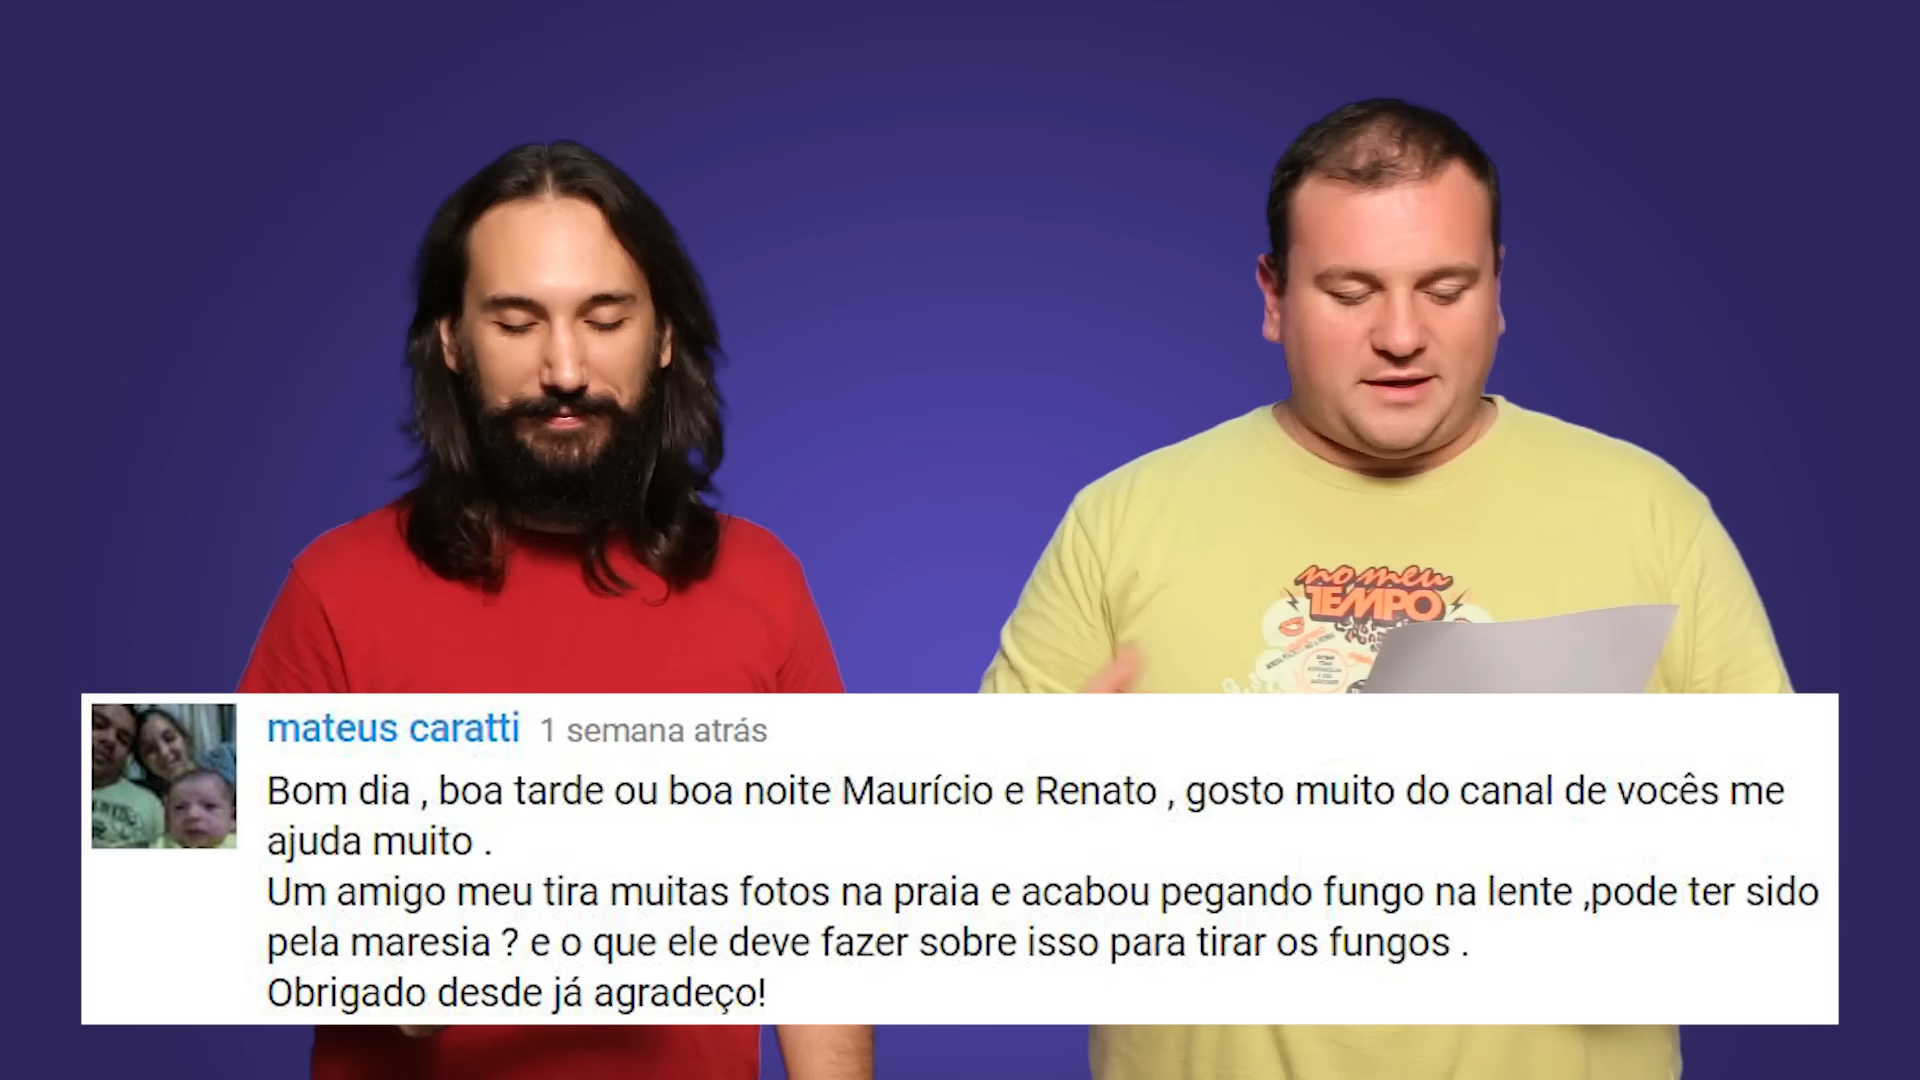 no meu
TEMPO
mateus caratti 1 semana atrás
Bom dia , boa tarde ou boa noite Maurício e Renato , gosto muito do canal de vocês me
ajuda muito .
Um amigo meu tira muitas fotos na praia e acabou pegando fungo na lente ,pode ter sido
pela maresia ? e o que ele deve fazer sobre isso para tirar os fungos .
Obrigado desde já agradeço!